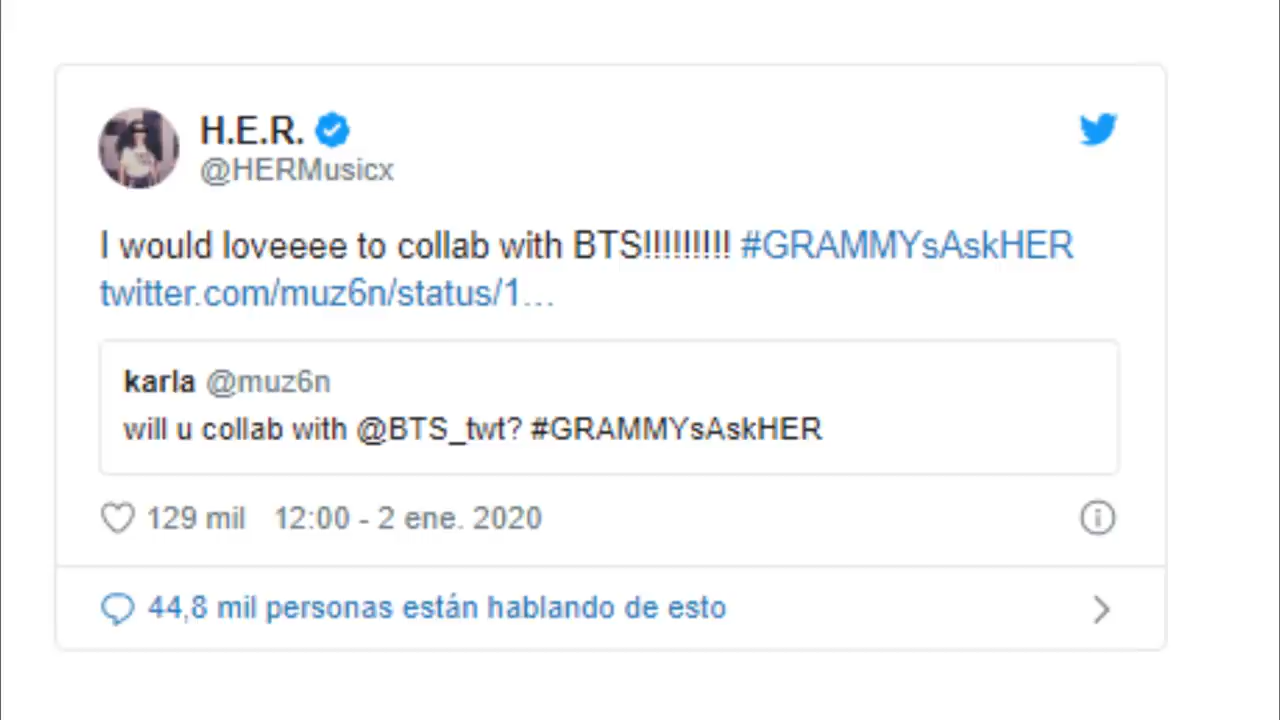 H.E.R.
@HERMusicx
I would loveeee to collab with BTS!!!!!!!!! #GRAMMYsAskHER
twitter.com/muz6n/status/1...
karla @muz6n
will u collab with @BTS_twt? #GRAMMYsAskHER
129 mil 12:00 - 2 ene. 2020
44,8 mil personas están hablando de esto